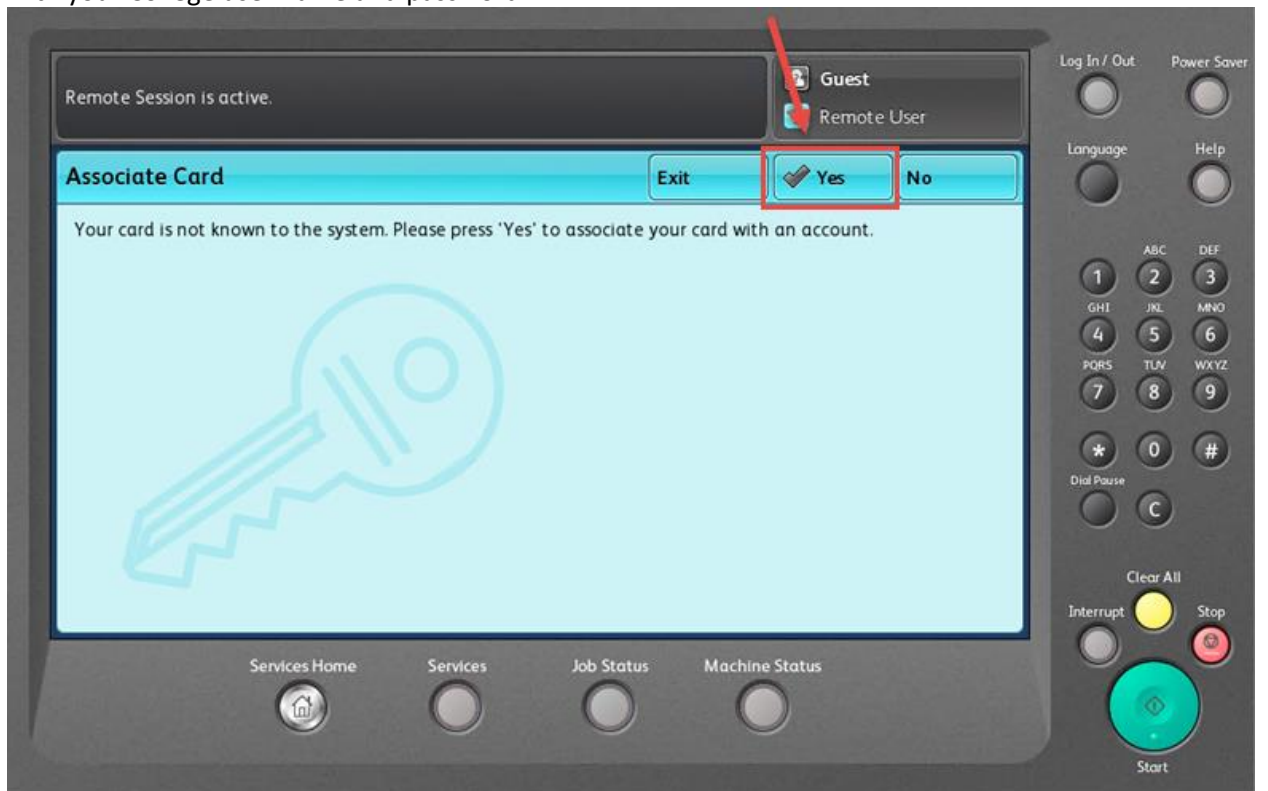 Remote Session is active.
Guest
Remote User
Associate Card
Exit
Yes
No
Your card is not known to the system. Please press 'Yes' to associate your card with an account.
Services Home
Services
Job Status
Machine Status
Log In / Out
Power Saver
Language
Help
ABC
DEF
1
2
3
GHI
JKL
MNO
4
5
6
PQRS
TUV
WXYZ
7
8
9
*
0
#
Dial Pause
C
Clear All
Interrupt
Stop
Start